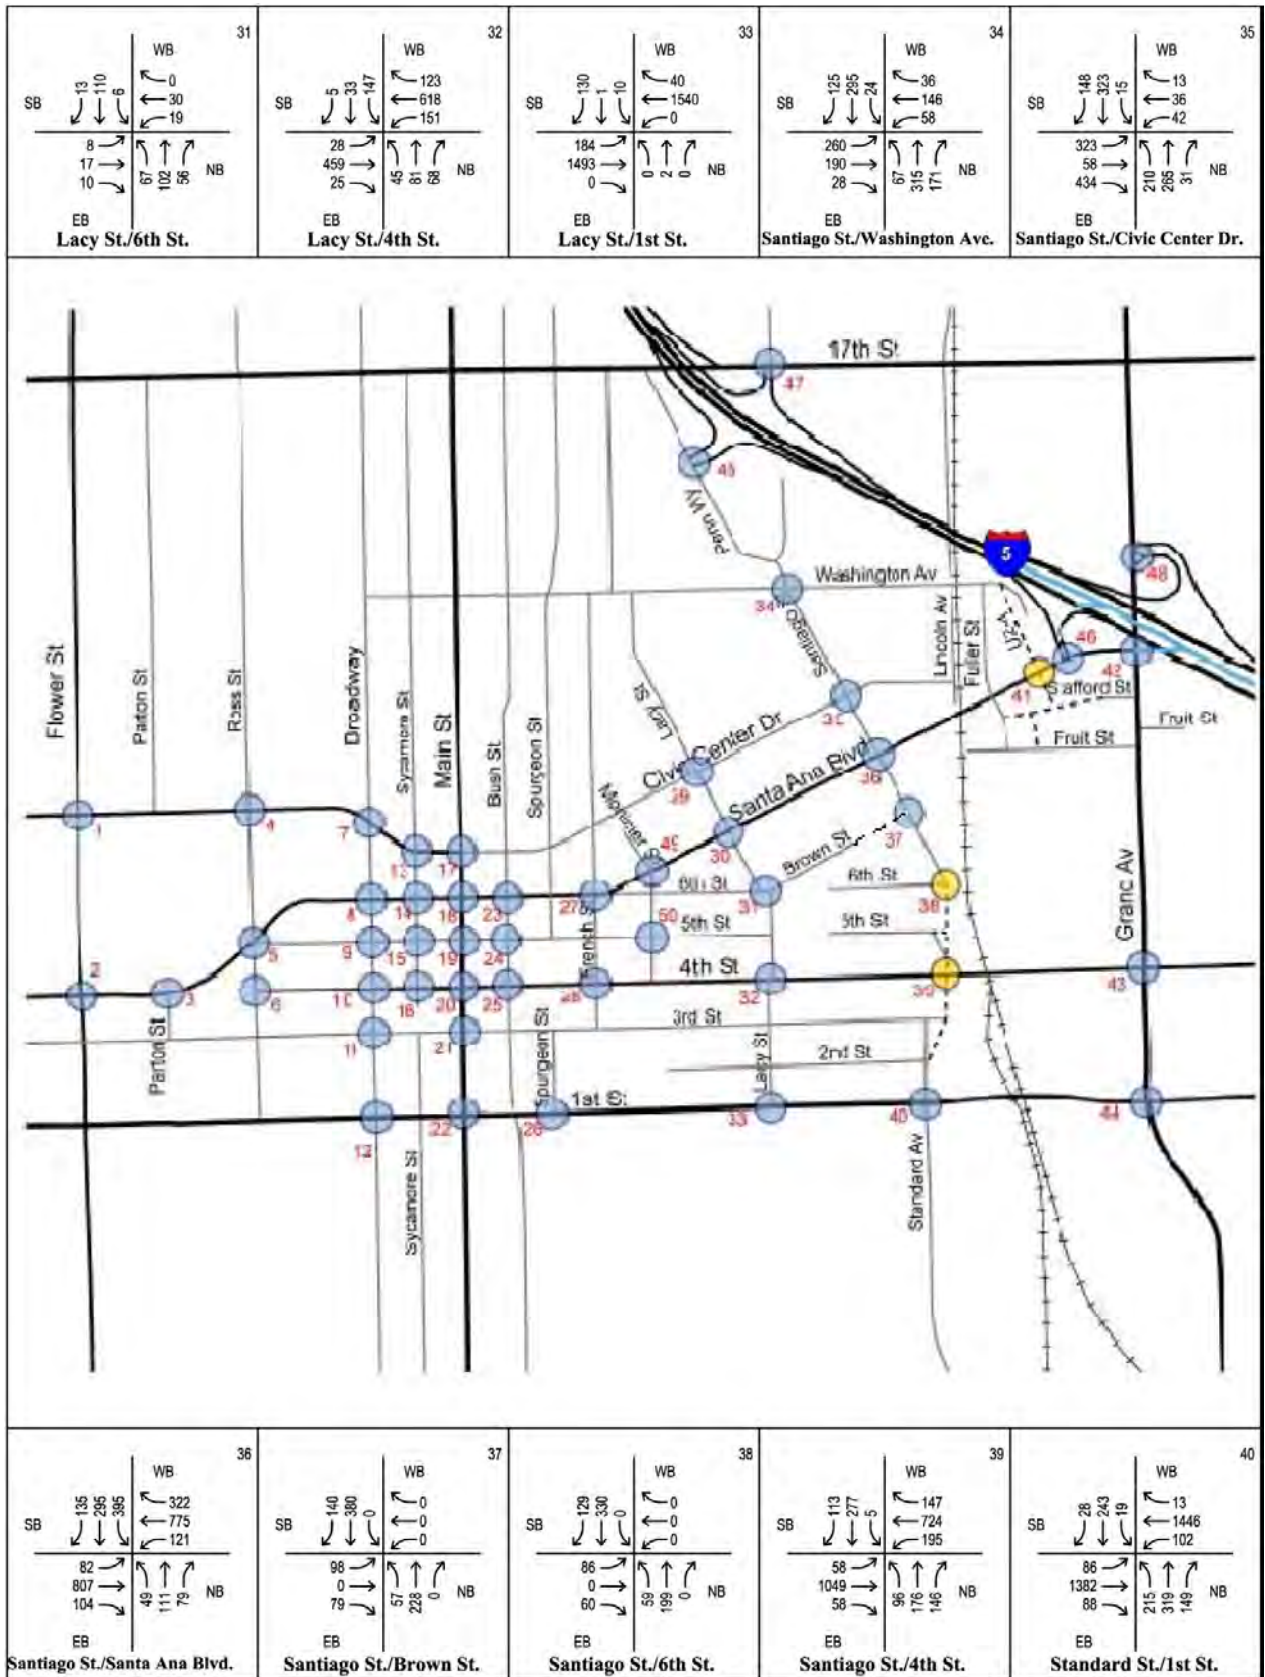 31
WB
SB
13 110 6
0
30
19
8
17
10
67 102 56
NB
EB
Lacy St./6th St.
32
WB
SB
5 33 147
123
618
151
28
459
25
45 81 68
NB
EB
Lacy St./4th St.
33
WB
SB
130 1 10
40
1540
0
184
1493
0
0 2 0
NB
EB
Lacy St./1st St.
34
WB
SB
125 295 24
36
146
58
260
190
28
67 315 171
NB
EB
Santiago St./Washington Ave.
35
WB
SB
148 323 15
13
36
42
323
58
434
210 265 31
NB
EB
Santiago St./Civic Center Dr.
17th St
47
45
Penn Wy
5
Washington Av
34
Santiago
Lincoln Av
Fuller St
48
46
42
41
Stafford St
Fruit St
Fruit St
Flower St
Parton St
Ross St
Broadway
Sycamore St
Main St
Bush St
Spurgeon St
Lacy St
Civic Center Dr
35
39
Santa Ana Blvd
36
1
4
7
13
17
49
30
Brown St
37
8
14
18
23
27
6th St
31
6th St
38
5
9
15
19
24
French
50
5th St
5th St
Grand Av
2
3
6
10
16
20
25
28
4th St
32
39
43
Parton St
11
21
3rd St
Spurgeon St
Lacy St
2nd St
12
22
26
1st St
33
40
44
Sycamore St
Standard Av
36
WB
SB
135 295 395
322
775
121
82
807
104
49 111 79
NB
EB
Santiago St./Santa Ana Blvd.
37
WB
SB
140 380 0
0
0
0
98
0
79
57 228 0
NB
EB
Santiago St./Brown St.
38
WB
SB
129 330 0
0
0
0
86
0
60
59 199 0
NB
EB
Santiago St./6th St.
39
WB
SB
113 277 5
147
724
195
58
1049
58
96 176 146
NB
EB
Santiago St./4th St.
40
WB
SB
28 243 19
13
1446
102
86
1382
88
215 319 149
NB
EB
Standard St./1st St.